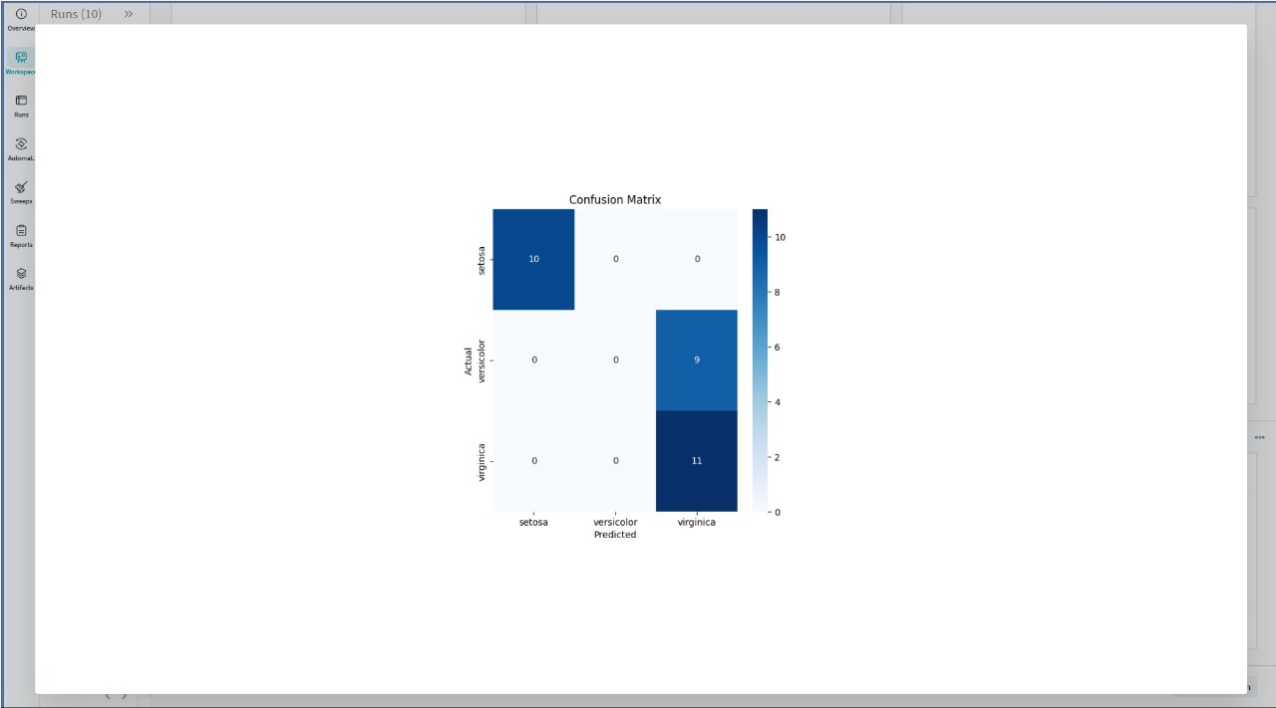 Runs (10)
Overview
Workspac
Runs
Automat.
Sweeps
Reports
Artifacts
Confusion Matrix
setosa
10
0
0
Actual
versicolor
0
0
9
virginica
0
0
11
setosa
versicolor
virginica
Predicted
10
8
6
4
2
0